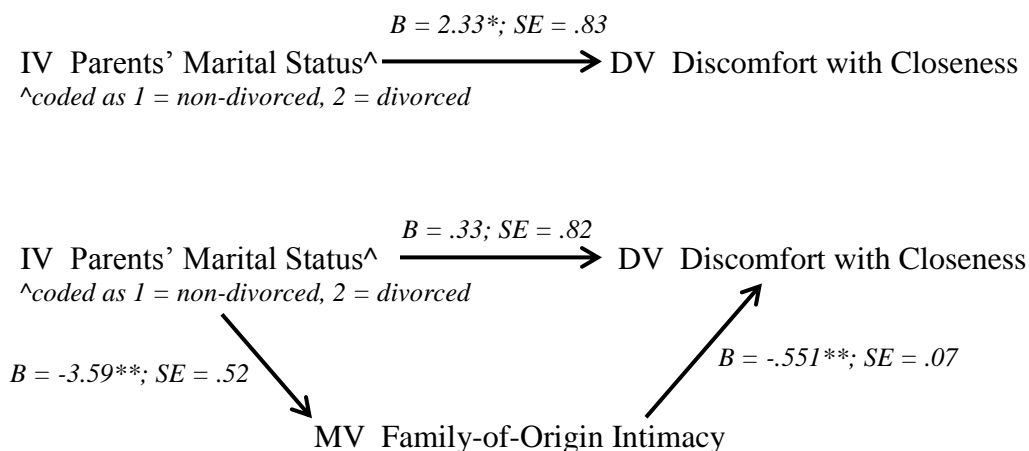 B = 2.33*; SE = .83
IV Parents’ Marital Status^ DV Discomfort with Closeness
^coded as 1 = non-divorced, 2 = divorced
B = .33; SE = .82
IV Parents’ Marital Status^ DV Discomfort with Closeness
^coded as 1 = non-divorced, 2 = divorced
B = -3.59**; SE = .52
B = -.551**; SE = .07
MV Family-of-Origin Intimacy